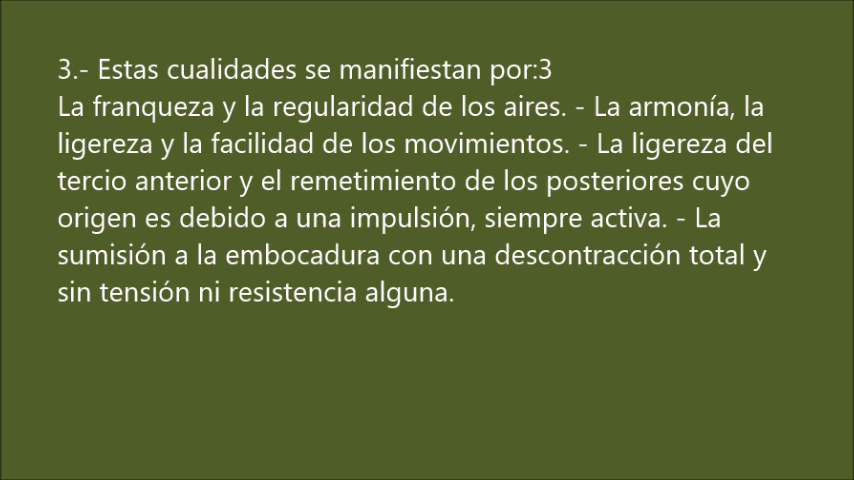 3.- Estas cualidades se manifiestan por:3
La franqueza y la regularidad de los aires. - La armonía, la
ligereza y la facilidad de los movimientos. - La ligereza del
tercio anterior y el remetimiento de los posteriores cuyo
origen es debido a una impulsión, siempre activa. - La
sumisión a la embocadura con una descontracción total y
sin tensión ni resistencia alguna.